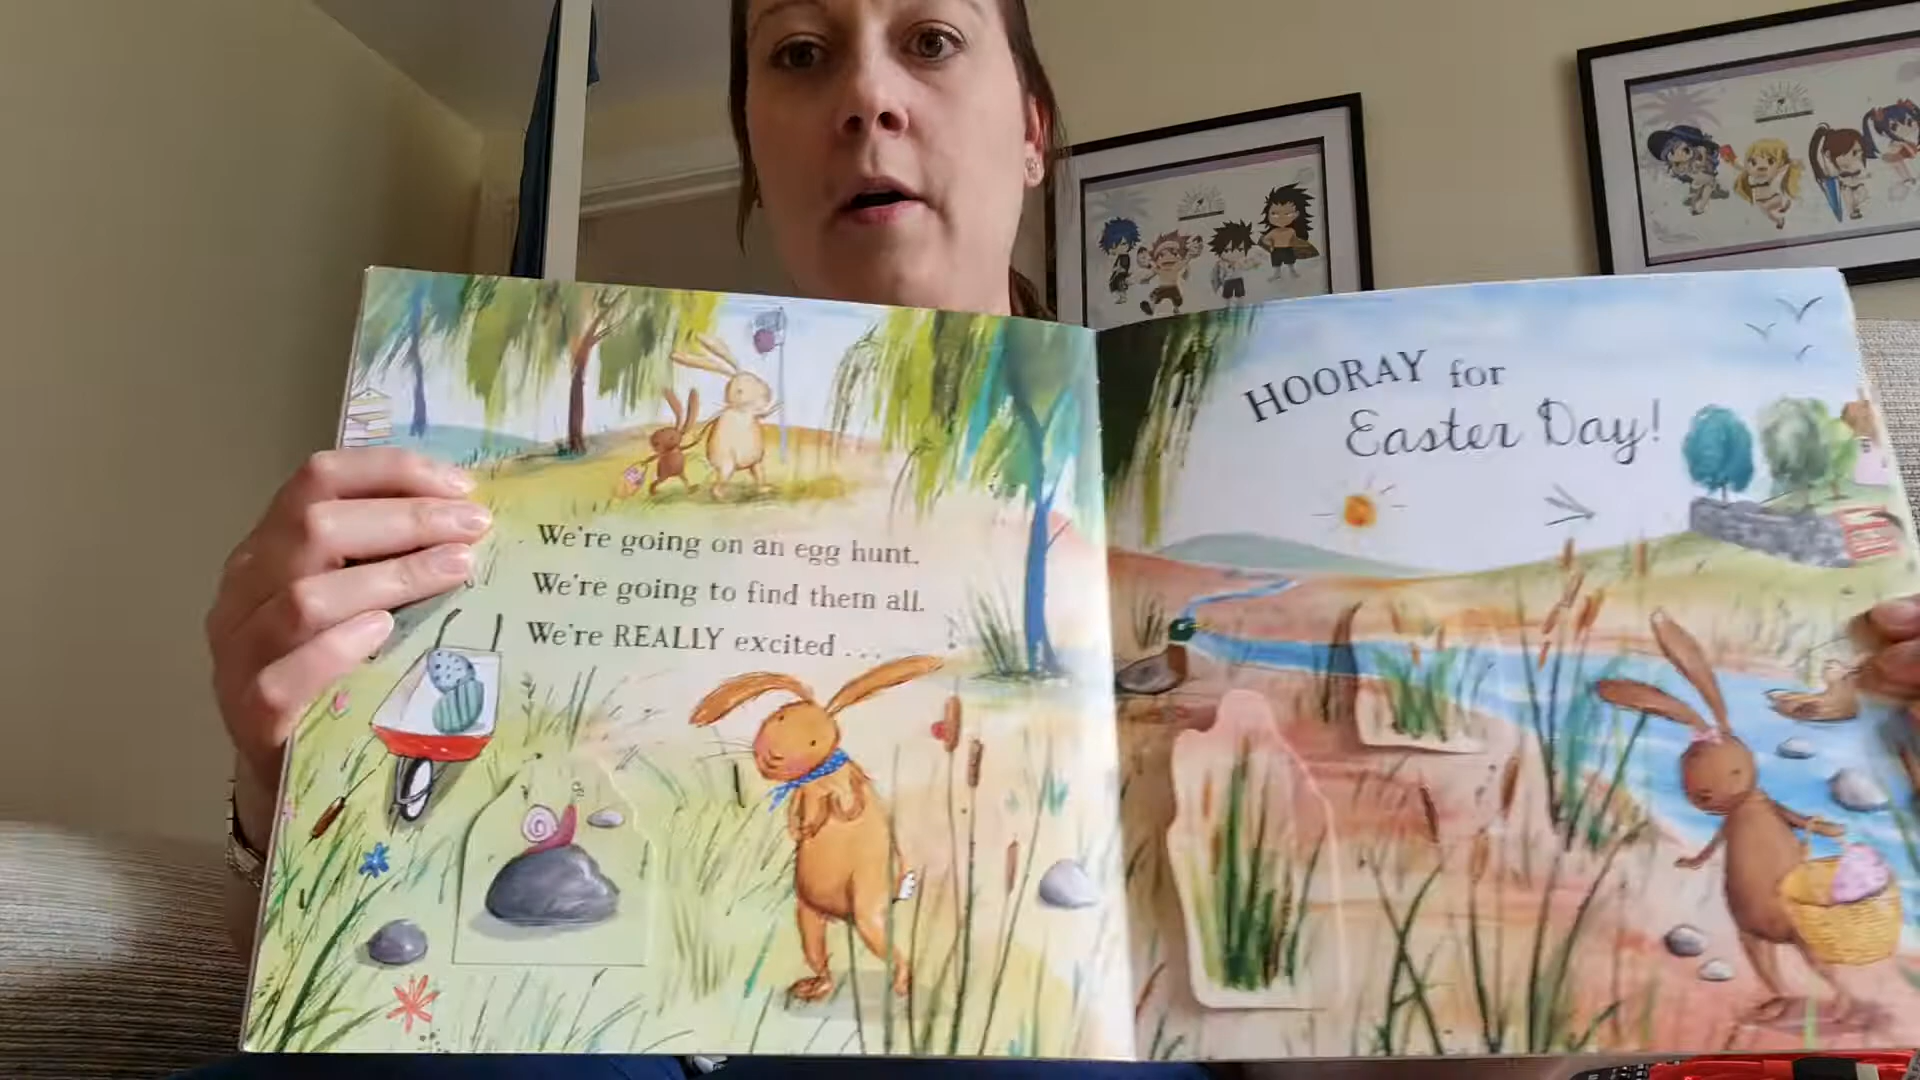 We're going on an egg hunt.
We're going to find them all.
We're REALLY excited . . .
HOORAY for
Easter Day!